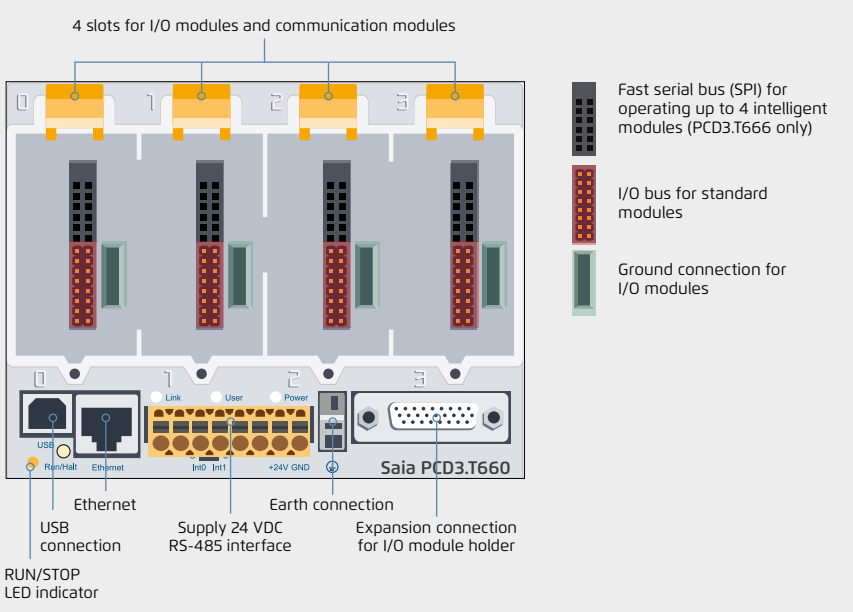 4 slots for I/O modules and communication modules
0 1 2 3
Fast serial bus (SPI) for
operating up to 4 intelligent
modules (PCD3.T666 only)
I/O bus for standard
modules
Ground connection for
I/O modules
0 1 2 3
Link User Power
USB
Run/Halt Ethernet Int0 Int1 +24V GND Saia PCD3.T660
Ethernet
Earth connection
USB
connection
Supply 24 VDC
RS-485 interface
Expansion connection
for I/O module holder
RUN/STOP
LED indicator